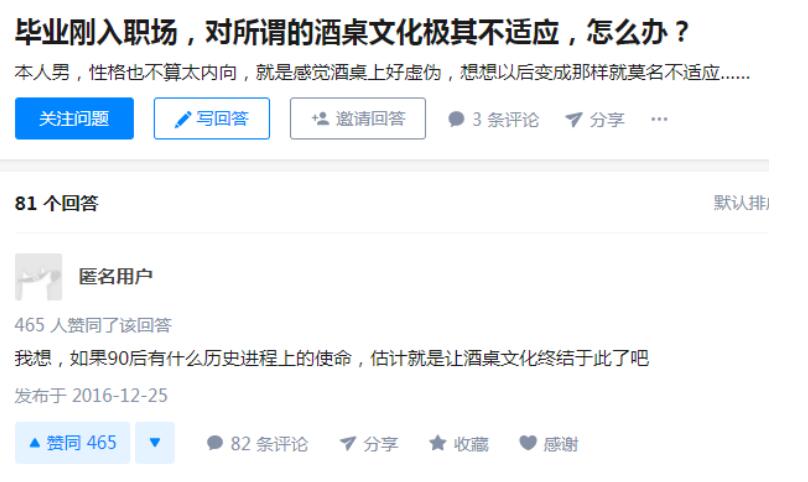 毕业刚入职场，对所谓的酒桌文化极其不适应，怎么办？
本人男，性格也不算太内向，就是感觉酒桌上好虚伪，想想以后变成那样就莫名不适应......
关注问题 写回答 邀请回答 3 条评论 分享 ...
81 个回答 默认排
匿名用户
465 人赞同了该回答
我想，如果90后有什么历史进程上的使命，估计就是让酒桌文化终结于此了吧
发布于 2016-12-25
赞同 465 82 条评论 分享 收藏 感谢